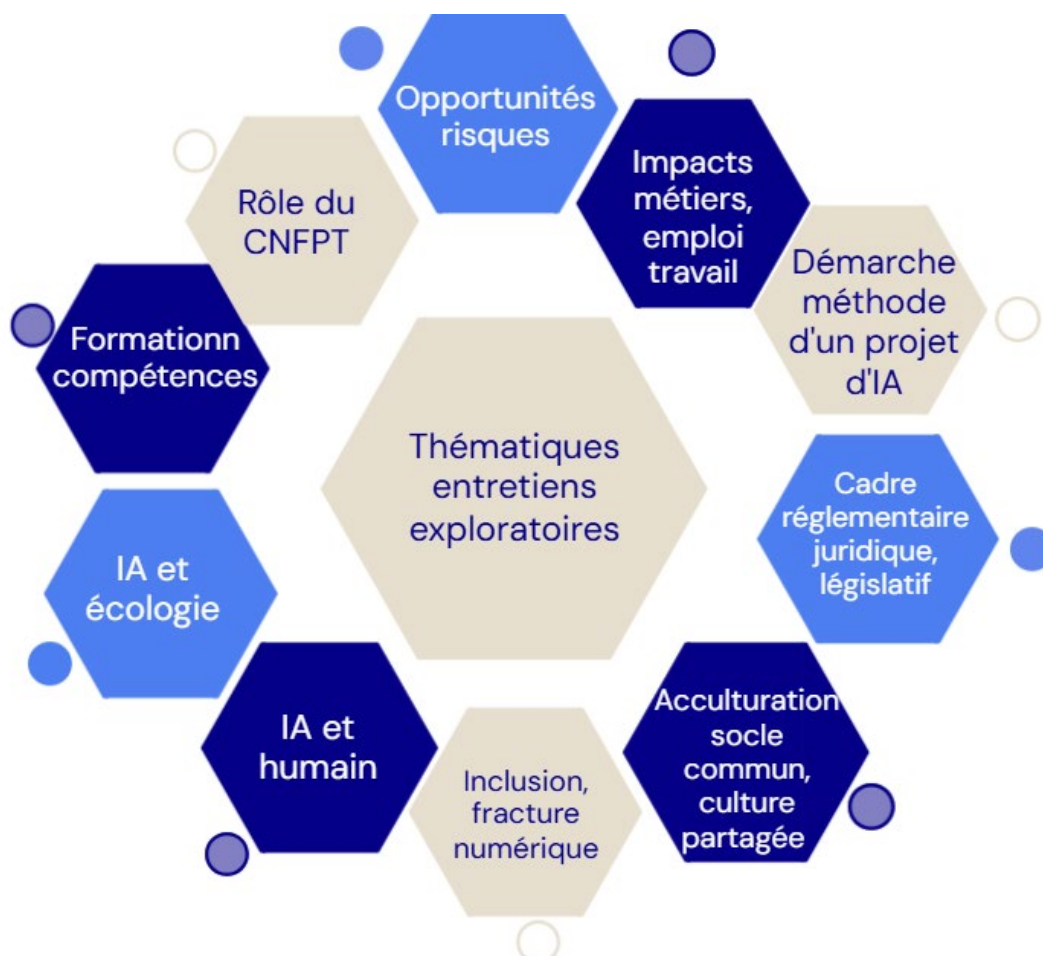 Opportunités
risques
Impacts
métiers,
emploi
travail
Démarche
méthode
d'un projet
d'IA
Cadre
réglementaire
juridique,
législatif
Acculturation
socle
commun,
culture
partagée
Inclusion,
fracture
numérique
IA et
humain
IA et
écologie
Formationn
compétences
Rôle du
CNFPT
Thématiques
entretiens
exploratoires